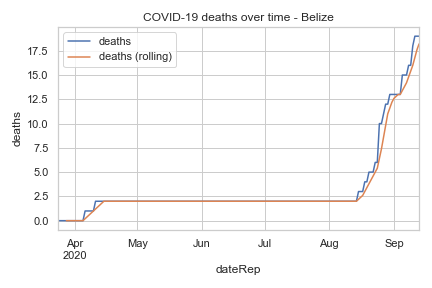 COVID-19 deaths over time - Belize
deaths
deaths (rolling)
17.5
15.0
12.5
10.0
7.5
5.0
2.5
0.0
deaths
Apr May Jun Jul Aug Sep
2020
dateRep